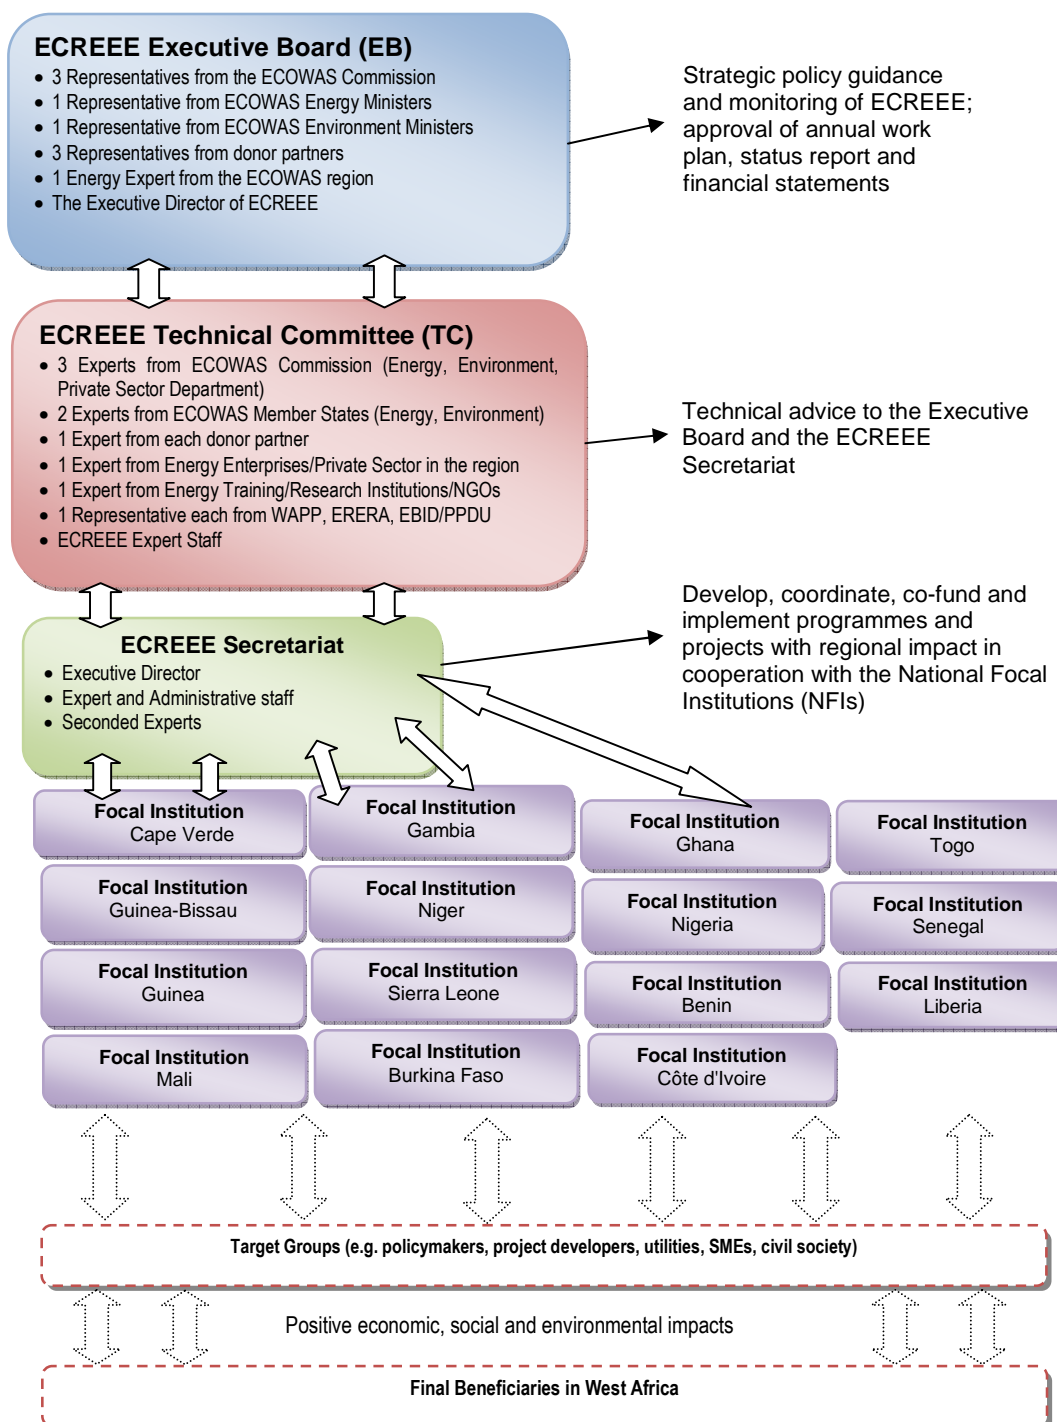 ECREEE Executive Board (EB)
• 3 Representatives from the ECOWAS Commission
• 1 Representative from ECOWAS Energy Ministers
• 1 Representative from ECOWAS Environment Ministers
• 3 Representatives from donor partners
• 1 Energy Expert from the ECOWAS region
• The Executive Director of ECREEE
Strategic policy guidance
and monitoring of ECREEE;
approval of annual work
plan, status report and
financial statements
ECREEE Technical Committee (TC)
• 3 Experts from ECOWAS Commission (Energy, Environment,
Private Sector Department)
• 2 Experts from ECOWAS Member States (Energy, Environment)
• 1 Expert from each donor partner
• 1 Expert from Energy Enterprises/Private Sector in the region
• 1 Expert from Energy Training/Research Institutions/NGOs
• 1 Representative each from WAPP, ERERA, EBID/PPDU
• ECREEE Expert Staff
Technical advice to the Executive
Board and the ECREEE
Secretariat
ECREEE Secretariat
• Executive Director
• Expert and Administrative staff
• Seconded Experts
Develop, coordinate, co-fund and
implement programmes and
projects with regional impact in
cooperation with the National Focal
Institutions (NFIs)
Focal Institution
Cape Verde
Focal Institution
Gambia
Focal Institution
Ghana
Focal Institution
Togo
Focal Institution
Guinea-Bissau
Focal Institution
Niger
Focal Institution
Nigeria
Focal Institution
Senegal
Focal Institution
Guinea
Focal Institution
Sierra Leone
Focal Institution
Benin
Focal Institution
Liberia
Focal Institution
Mali
Focal Institution
Burkina Faso
Focal Institution
Côte d'Ivoire
Target Groups (e.g. policymakers, project developers, utilities, SMEs, civil society)
Positive economic, social and environmental impacts
Final Beneficiaries in West Africa